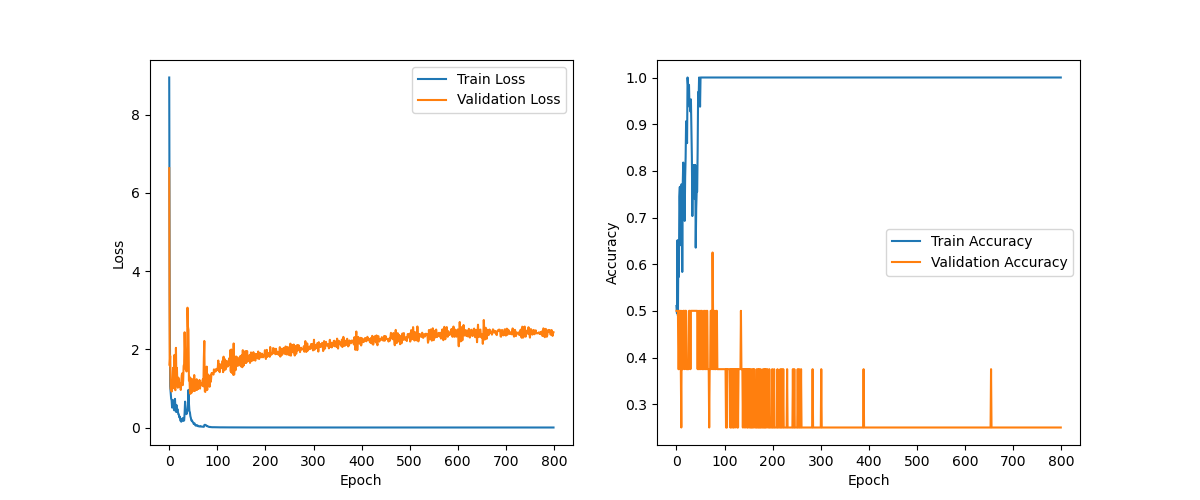 Train Loss
Validation Loss
8
6
4
2
0
Loss
0 100 200 300 400 500 600 700 800
Epoch
1.0
0.9
0.8
0.7
0.6
0.5
0.4
0.3
Accuracy
Train Accuracy
Validation Accuracy
0 100 200 300 400 500 600 700 800
Epoch